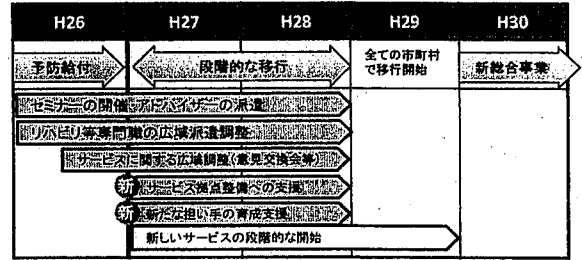 H26 H27 H28 H29 H30
予防給付 段階的な移行 全ての市町村 新総合事業
で移行開始
セミナーの開催、アドバイザーの派遣
リハビリ等専門職の広域派遣調整
サービスに関する広域調整(意見交換会等)
新 サービス拠点整備への支援
新 新たな担い手の育成支援
新しいサービスの段階的な開始